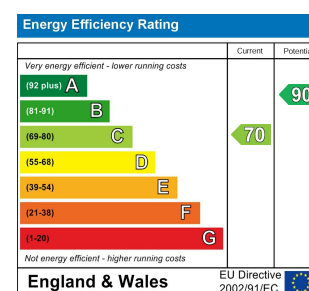 Energy Efficiency Rating
Current Potentia
Very energy efficient - lower running costs
(92 plus) A
(81-91) B
(69-80) C
(55-68) D
(39-54) E
(21-38) F
(1-20) G
70
90
Not energy efficient - higher running costs
England & Wales
EU Directive
2002/91/EC